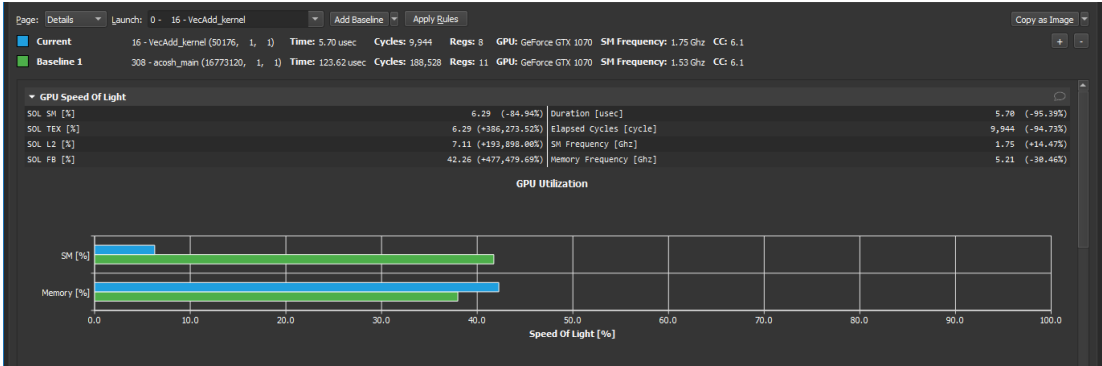 Page: Details Launch: 0 - 16 - VecAdd_kernel Add Baseline Apply Rules Copy as Image
Current 16 - VecAdd_kernel (50176, 1, 1) Time: 5.70 usec Cycles: 9,944 Regs: 8 GPU: GeForce GTX 1070 SM Frequency: 1.75 Ghz CC: 6.1 + -
Baseline 1 308 - acosh_main (16773120, 1, 1) Time: 123.62 usec Cycles: 188,528 Regs: 11 GPU: GeForce GTX 1070 SM Frequency: 1.53 Ghz CC: 6.1
GPU Speed Of Light
SOL SM [%] 6.29 (-84.94%) Duration [usec] 5.70 (-95.39%)
SOL TEX [%] 6.29 (+386,273.52%) Elapsed Cycles [cycle] 9,944 (-94.73%)
SOL L2 [%] 7.11 (+193,898.00%) SM Frequency [Ghz] 1.75 (+14.47%)
SOL FB [%] 42.26 (+477,479.69%) Memory Frequency [Ghz] 5.21 (-30.46%)
GPU Utilization
SM [%]
Memory [%]
0.0 10.0 20.0 30.0 40.0 50.0 60.0 70.0 80.0 90.0 100.0
Speed Of Light [%]